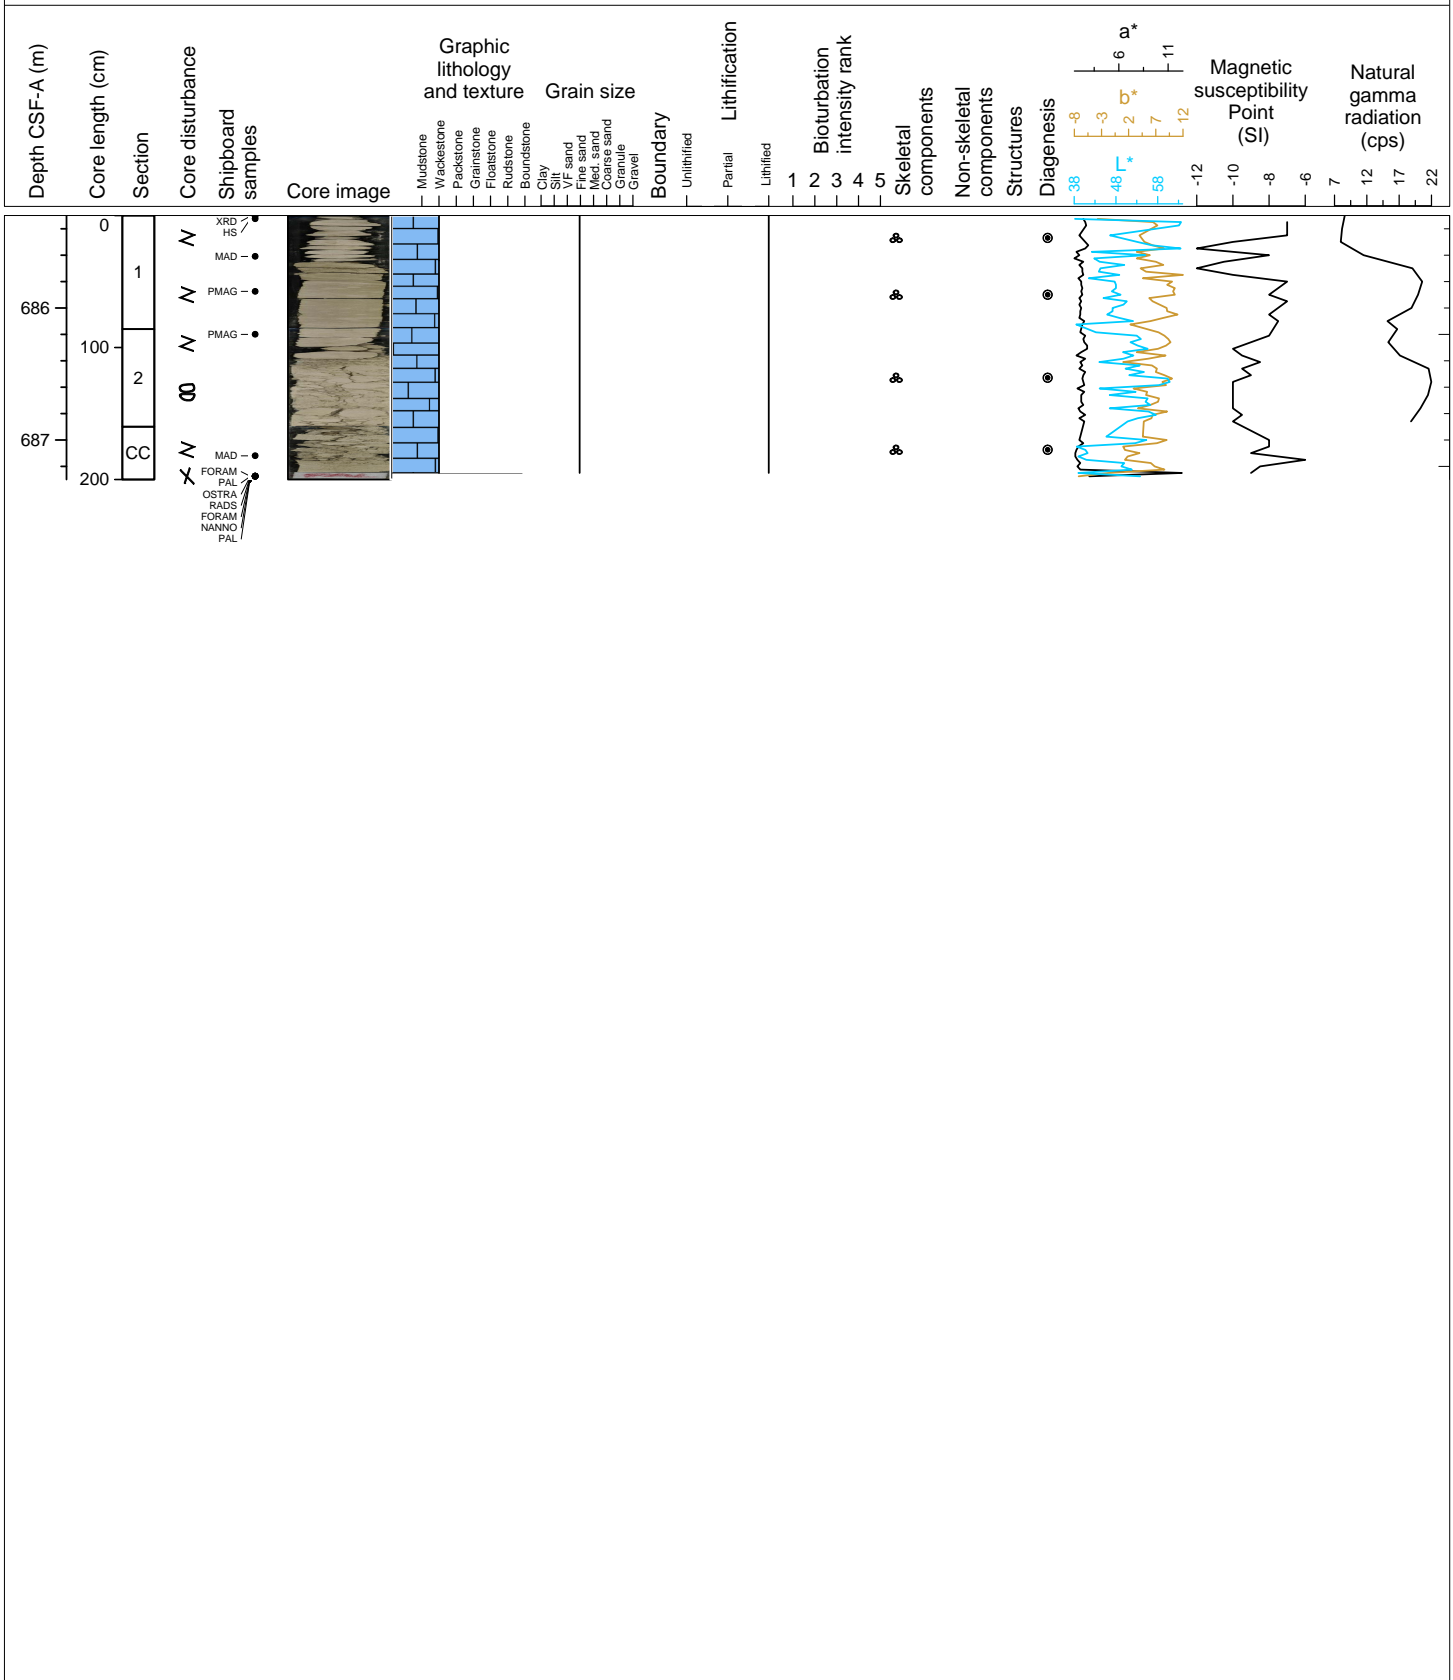 Depth CSF-A (m)
Core length (cm)
Section
Core disturbance
Shipboard
samples
Core image
Graphic
lithology
and texture
Mudstone
Wackestone
Packstone
Grainstone
Floatstone
Rudstone
Boundstone
Grain size
Clay
Silt
VF sand
Fine sand
Med. sand
Coarse sand
Granule
Gravel
Boundary
Lithification
Unlithified
Partial
Lithified
Bioturbation
intensity rank
1 2 3 4 5
Skeletal
components
Non-skeletal
components
Structures
Diagenesis
a*
6 11
b*
-8 -3 2 7 12
L*
38 48 58
Magnetic
susceptibility
Point
(SI)
-12 -10 -8 -6
Natural
gamma
radiation
(cps)
7 12 17 22
0
100
200
686
687
1
2
CC
XRD
HS
MAD
PMAG
PMAG
MAD
FORAM
PAL
OSTRA
RADS
FORAM
NANNO
PAL